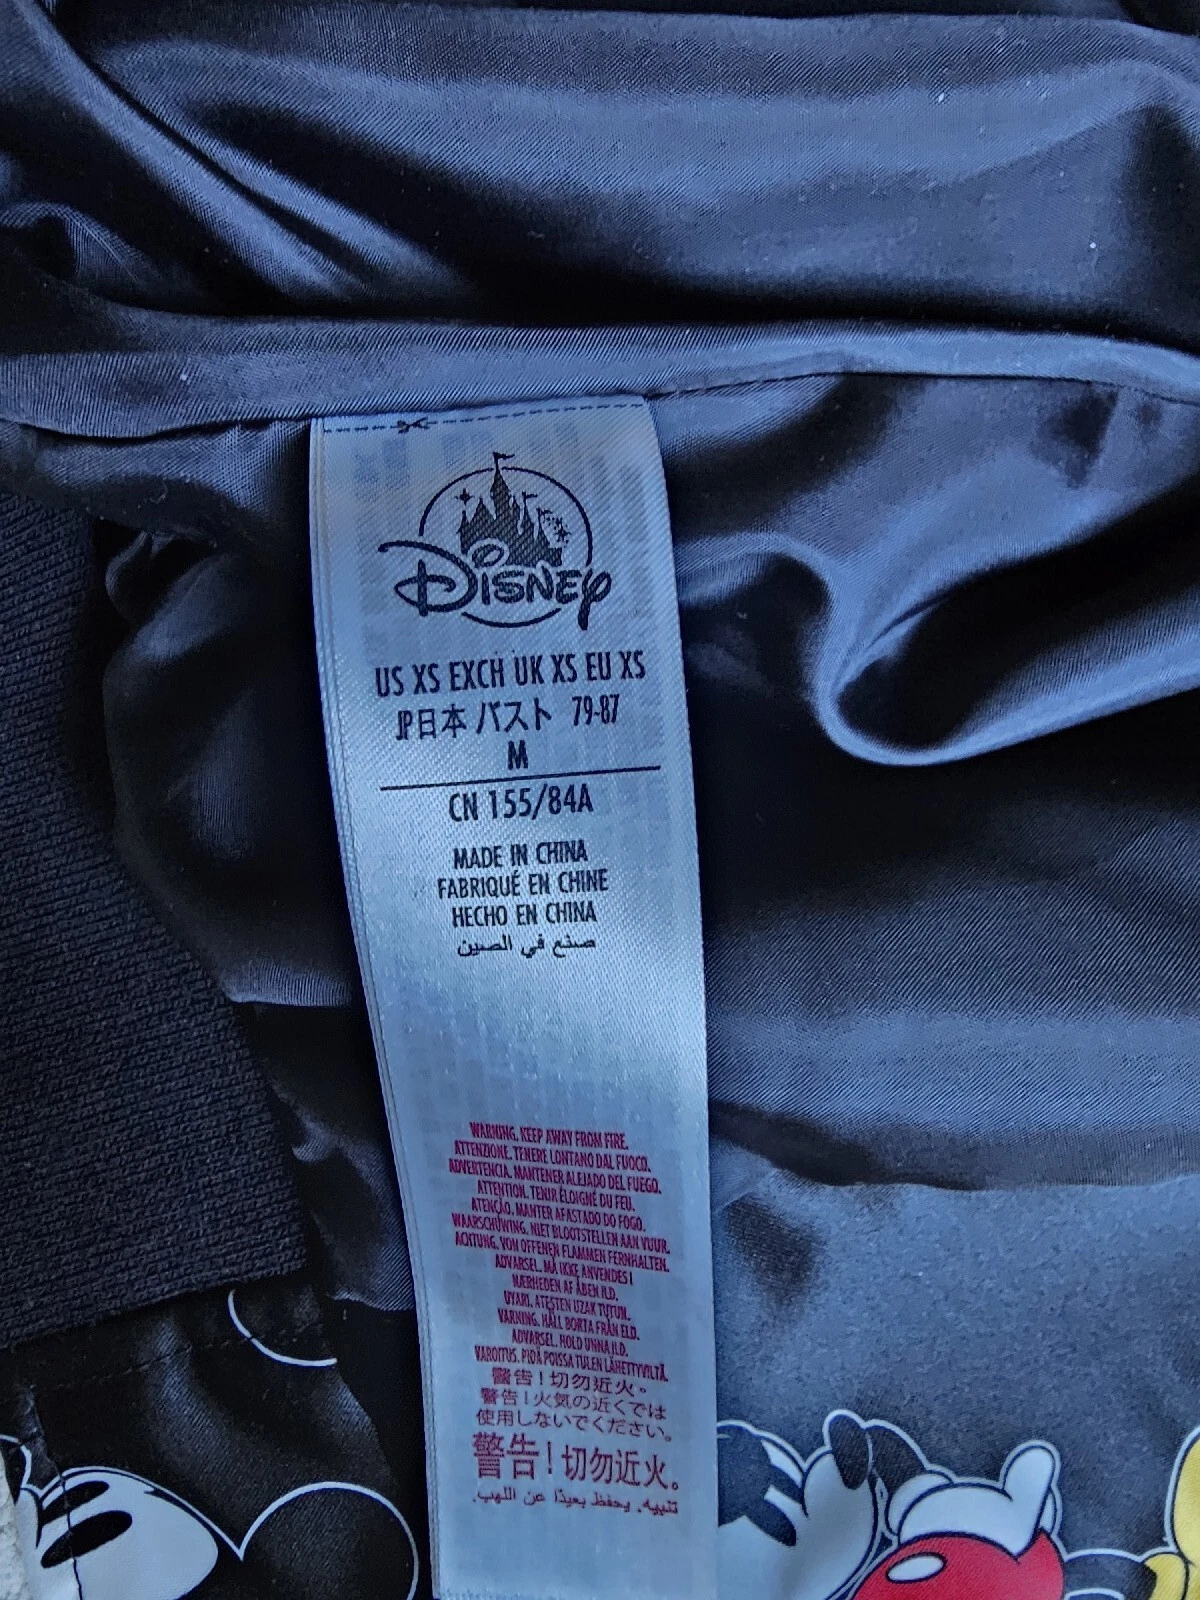 Disney
US XS EXCH UK XS EU XS
JP日本 バスト 79-87
M
CN 155/84A
MADE IN CHINA
FABRIQUÉ EN CHINE
HECHO EN CHINA
صنع في الصين
WARNING. KEEP AWAY FROM FIRE.
ATTENZIONE. TENERE LONTANO DAL FUOCO.
ADVERTENCIA. MANTENER ALEJADO DEL FUEGO.
ATTENTION. TENIR ÉLOIGNÉ DU FEU.
ATENÇÃO. MANTER AFASTADO DO FOGO.
WAARSCHUWING. NIET BLOOTSTELLEN AAN VUUR.
ACHTUNG. VON OFFENEN FLAMMEN FERNHALTEN.
ADVARSEL. MÅ IKKE ANVENDES I
NÆRHEDEN AF ÅBEN ILD.
UYARI. ATEŞTEN UZAK TUTUN.
VARNING. HÅLL BORTA FRÅN ELD.
ADVARSEL. HOLD UNNA ILD.
VAROITUS. PIDÄ POISSA TULEN LÄHETTYVILTÄ.
警告！切勿近火。
警告！火気の近くでは
使用しないでください。
警告！切勿近火。
تنبيه. يحفظ بعيدًا عن اللهب.